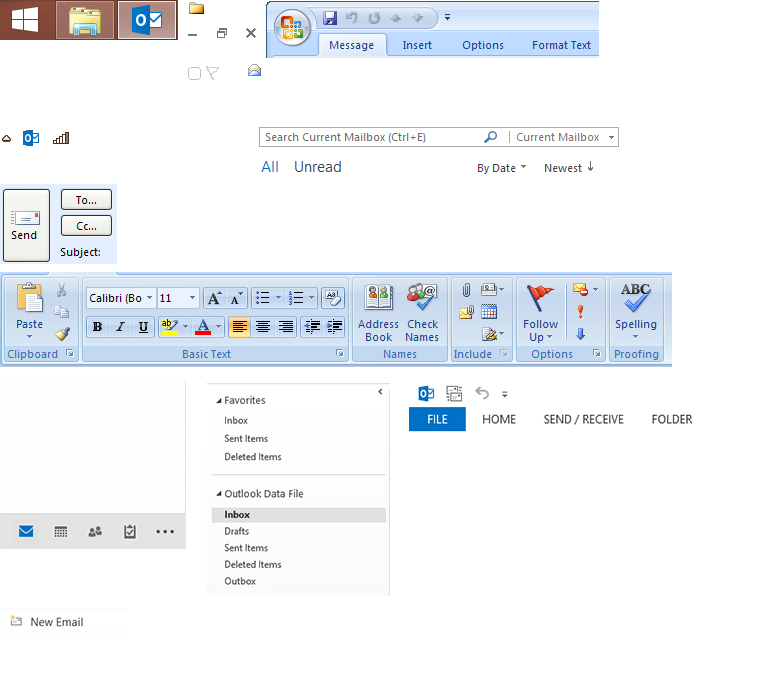 Message Insert Options Format Text
Search Current Mailbox (Ctrl+E) Current Mailbox
All Unread By Date Newest
To...
Cc...
Send
Subject:
Calibri (Bo 11
Paste
Address Book
Check Names
Follow Up
ABC
Spelling
B I U ab A
Clipboard Basic Text Names Include Options Proofing
Favorites
Inbox
Sent Items
Deleted Items
Outlook Data File
Inbox
Drafts
Sent Items
Deleted Items
Outbox
FILE HOME SEND / RECEIVE FOLDER
New Email